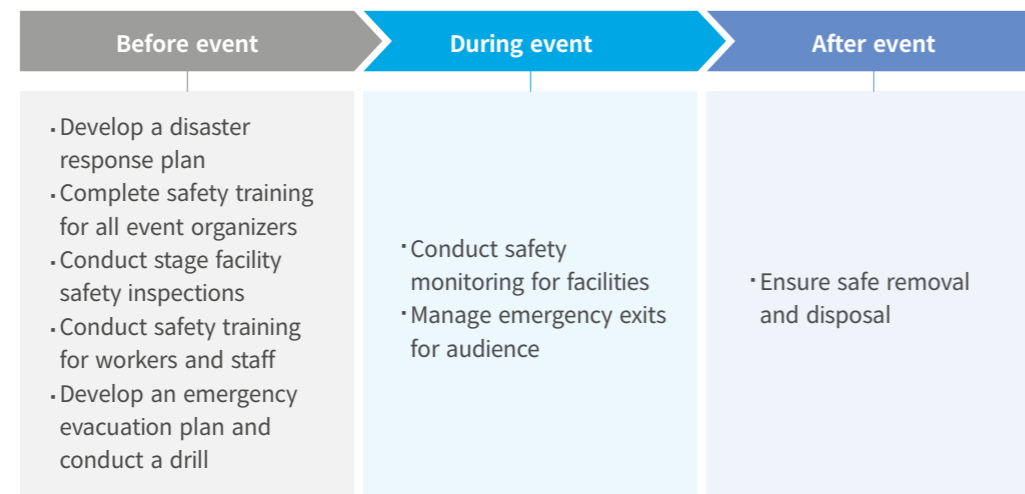 Before event
During event
After event
· Develop a disaster
response plan
· Complete safety training
for all event organizers
· Conduct stage facility
safety inspections
· Conduct safety training
for workers and staff
· Develop an emergency
evacuation plan and
conduct a drill
· Conduct safety
monitoring for facilities
· Manage emergency exits
for audience
· Ensure safe removal
and disposal